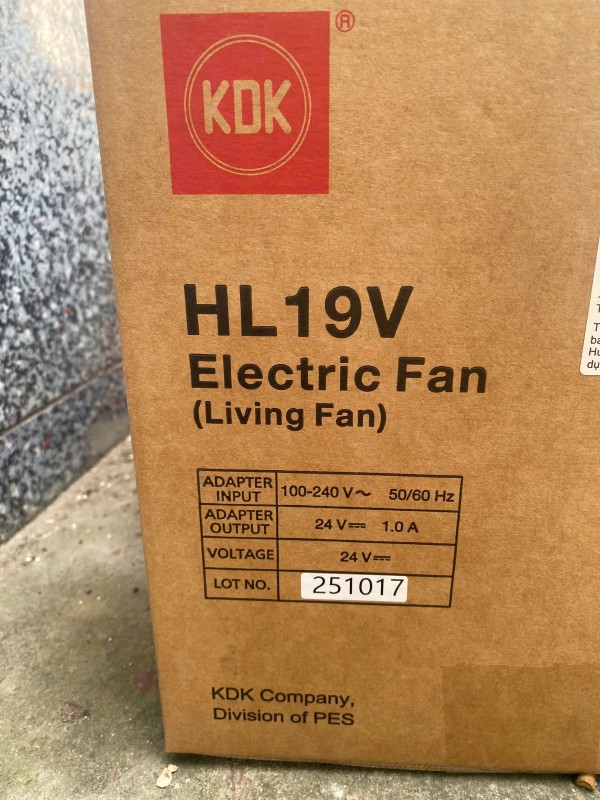 KDK ®
HL19V
Electric Fan
(Living Fan)
ADAPTER INPUT 100-240 V～ 50/60 Hz
ADAPTER OUTPUT 24 V⎓ 1.0 A
VOLTAGE 24 V⎓
LOT NO. 251017
KDK Company,
Division of PES